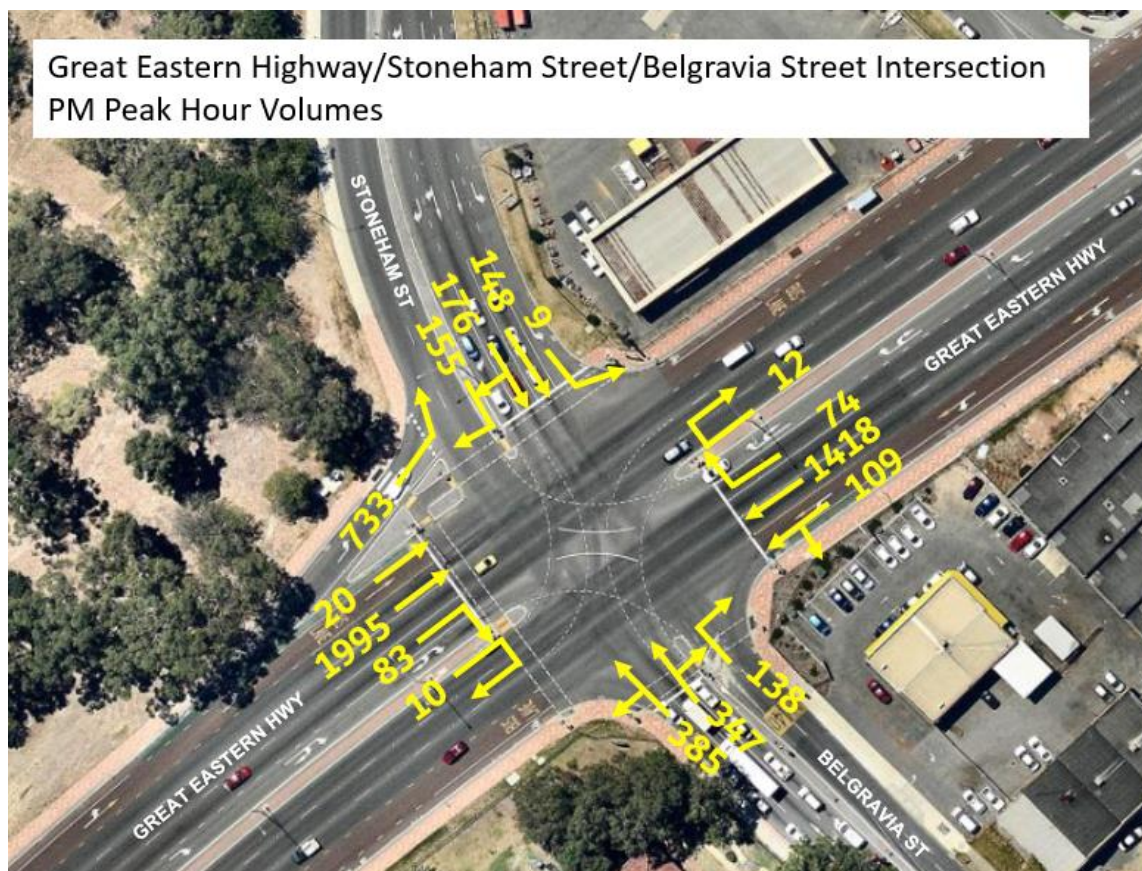 Great Eastern Highway/Stoneham Street/Belgravia Street Intersection
PM Peak Hour Volumes
STONEHAM ST
148
9
176
155
12
74
1418
109
GREAT EASTERN HWY
733
20
1995
83
10
138
347
385
GREAT EASTERN HWY
BELGRAVIA ST